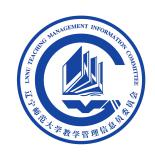 LNNU TEACHING MANAGEMENT INFORMATION COMMITTEE
辽宁师范大学教学管理信息员委员会